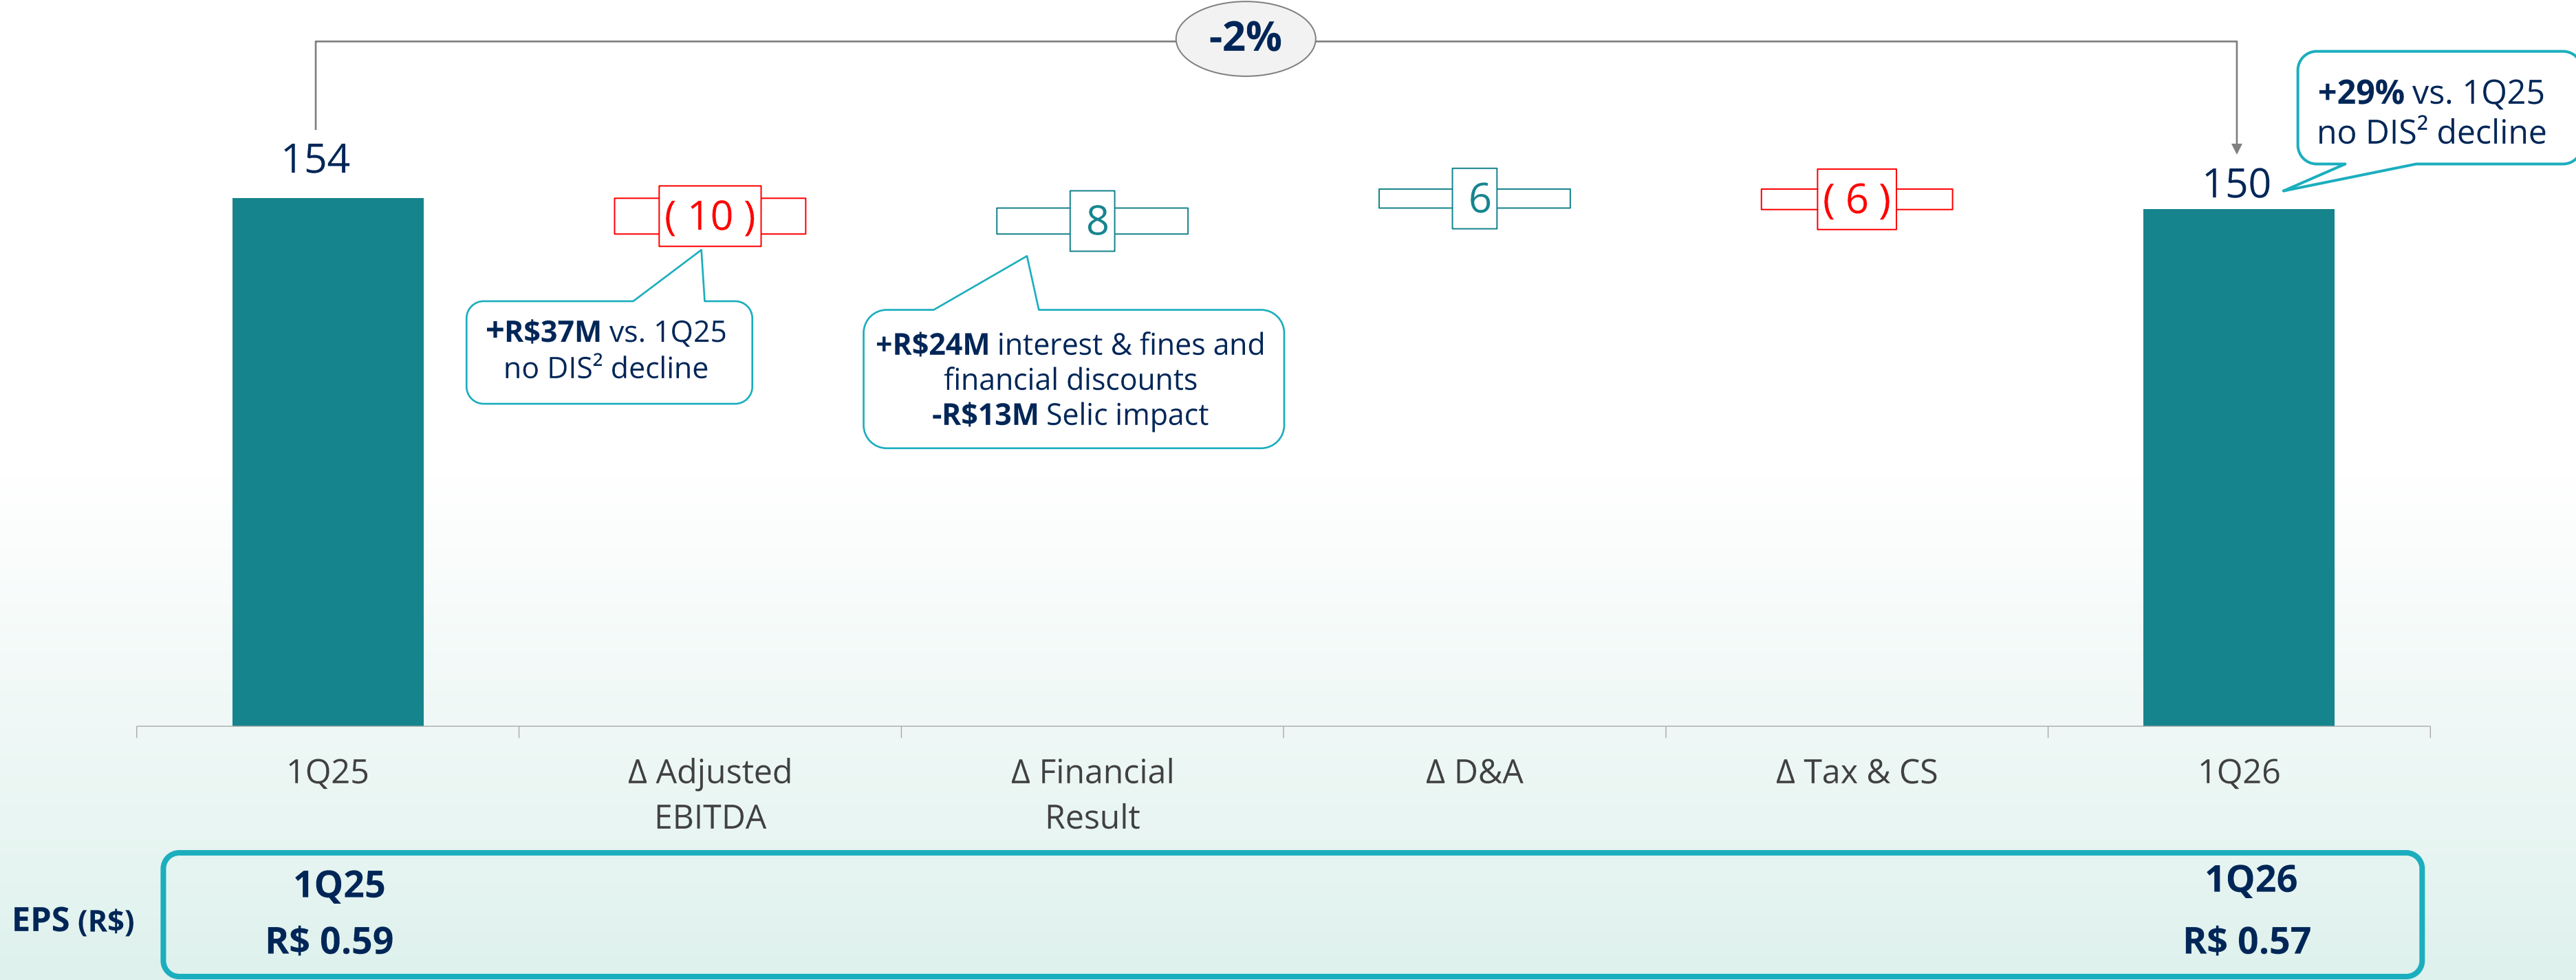 -2%
+29% vs. 1Q25
no DIS² decline
154
( 10 )
8
6
( 6 )
150
+R$37M vs. 1Q25
no DIS² decline
+R$24M interest & fines and
financial discounts
-R$13M Selic impact
1Q25
Δ Adjusted
EBITDA
Δ Financial
Result
Δ D&A
Δ Tax & CS
1Q26
EPS (R$)
1Q25
R$ 0.59
1Q26
R$ 0.57